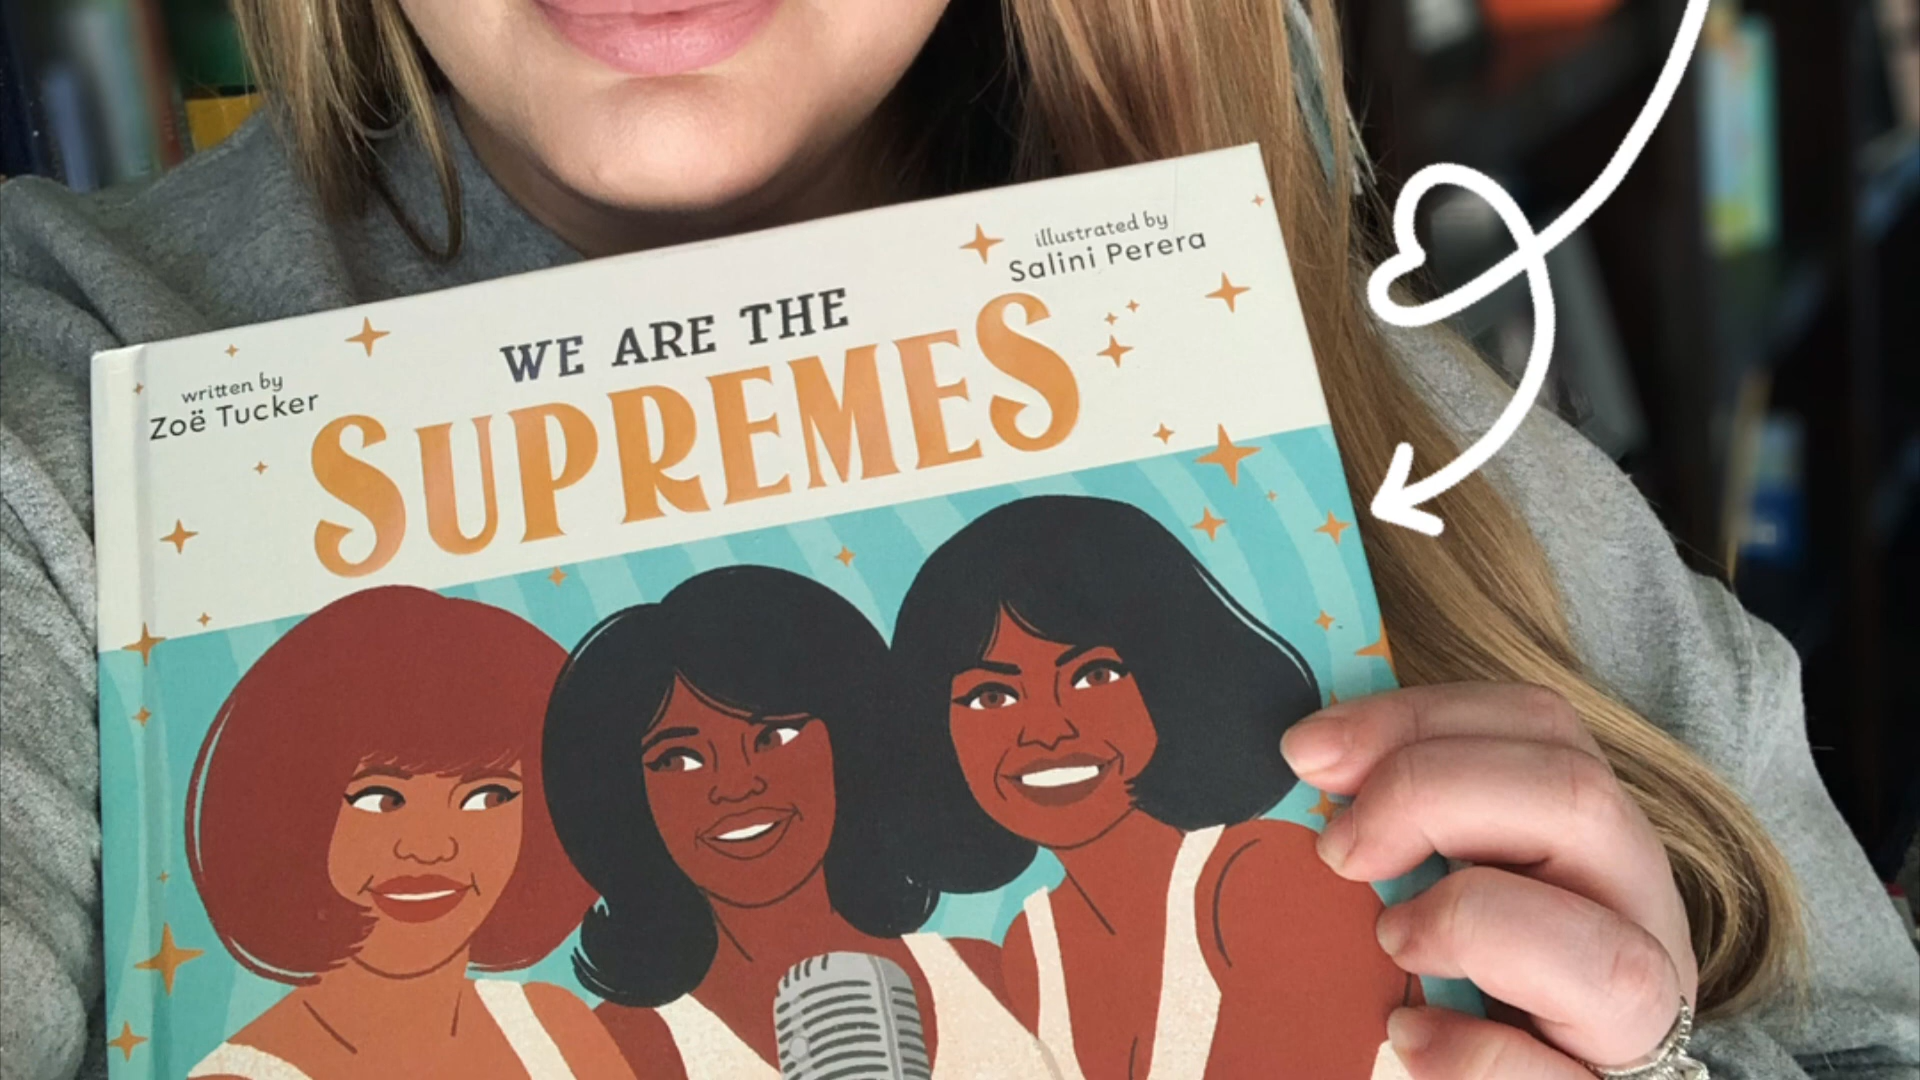 written by
Zoë Tucker
WE ARE THE
SUPREMES
illustrated by
Salini Perera